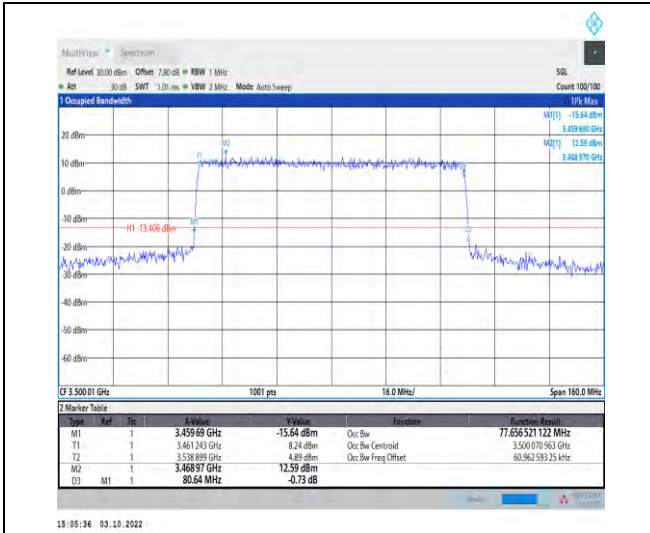 MultiView Spectrum
Ref Level 30.00 dBm Offset 7.80 dB RBW 1 MHz SGL
Att 30 dB SWT 1.01 ms VBW 2 MHz Mode Auto Sweep Count 100/100
1 Occupied Bandwidth 1Pk Max
M1[1] -15.64 dBm
3.459 690 GHz
M2[1] 12.59 dBm
3.468 970 GHz
20 dBm
M2
T1
10 dBm
0 dBm
-10 dBm
M1
H1 -13.406 dBm
-20 dBm
-30 dBm
-40 dBm
-50 dBm
-60 dBm
CF 3.500 01 GHz 1001 pts 16.0 MHz/ Span 160.0 MHz
2 Marker Table
Type Ref Trc X-Value Y-Value Function Function Result
M1 1 3.459 69 GHz -15.64 dBm Occ Bw 77.656 521 122 MHz
T1 1 3.461 243 GHz 8.24 dBm Occ Bw Centroid 3.500 070 963 GHz
T2 1 3.538 899 GHz 4.89 dBm Occ Bw Freq Offset 60.962 593 25 kHz
M2 1 3.468 97 GHz 12.59 dBm
D3 M1 1 80.64 MHz -0.73 dB
15:05:36 03.10.2022